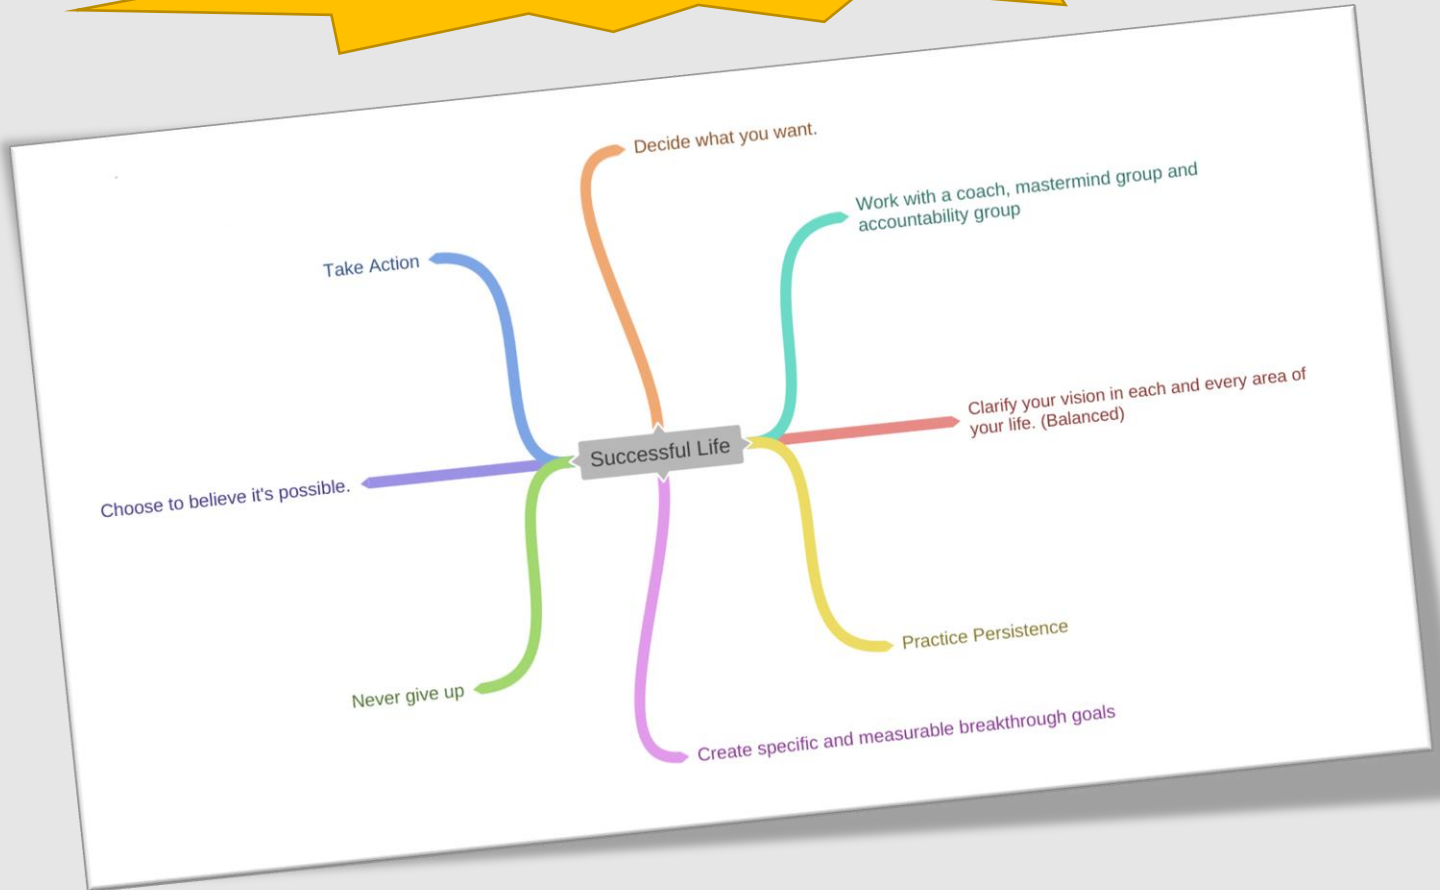 Decide what you want.
Work with a coach, mastermind group and
accountability group
Take Action
Clarify your vision in each and every area of
your life. (Balanced)
Successful Life
Choose to believe it's possible.
Practice Persistence
Never give up
Create specific and measurable breakthrough goals